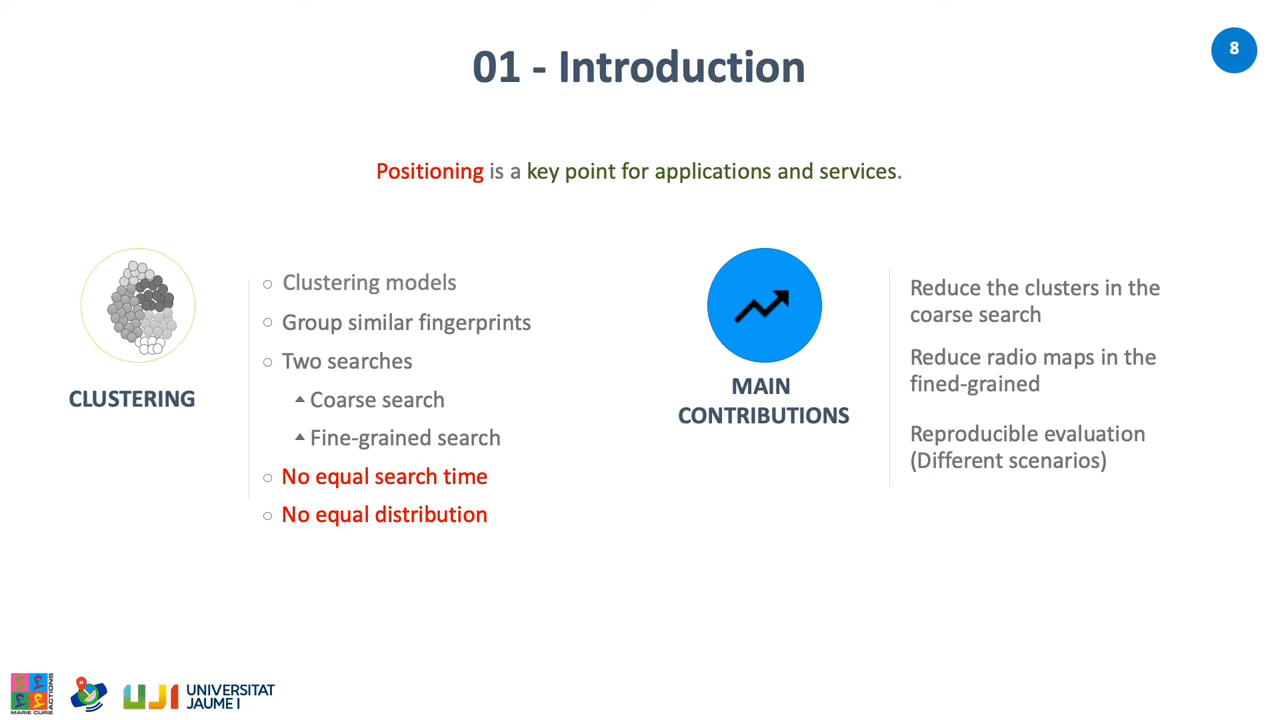 8
01 - Introduction
Positioning is a key point for applications and services.
CLUSTERING
Clustering models
Group similar fingerprints
Two searches
Coarse search
Fine-grained search
No equal search time
No equal distribution
MAIN
CONTRIBUTIONS
Reduce the clusters in the
coarse search
Reduce radio maps in the
fined-grained
Reproducible evaluation
(Different scenarios)
MARIE CURIE
ACTIONS
UJI
UNIVERSITAT
JAUME I